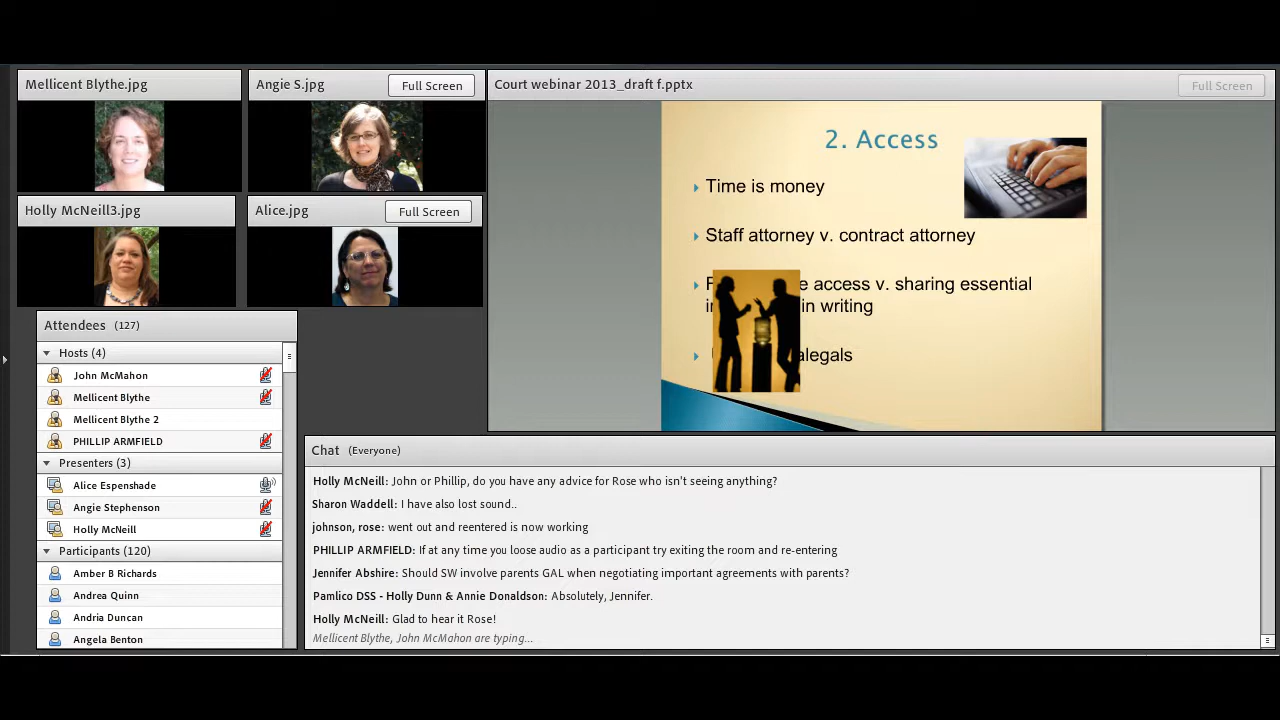 Mellicent Blythe.jpg
Angie S.jpg
Full Screen
Court webinar 2013_draft f.pptx
Full Screen
Holly McNeill3.jpg
Alice.jpg
Full Screen
2. Access
Time is money
Staff attorney v. contract attorney
access v. sharing essential
in writing
Attendees (127)
Hosts (4)
John McMahon
Mellicent Blythe
Mellicent Blythe 2
PHILLIP ARMFIELD
Presenters (3)
Alice Espenshade
Angie Stephenson
Holly McNeill
Participants (120)
Amber B Richards
Andrea Quinn
Andria Duncan
Angela Benton
Chat (Everyone)
Holly McNeill: John or Phillip, do you have any advice for Rose who isn't seeing anything?
Sharon Waddell: I have also lost sound..
johnson, rose: went out and reentered is now working
PHILLIP ARMFIELD: If at any time you loose audio as a participant try exiting the room and re-entering
Jennifer Abshire: Should SW involve parents GAL when negotiating important agreements with parents?
Pamlico DSS - Holly Dunn & Annie Donaldson: Absolutely, Jennifer.
Holly McNeill: Glad to hear it Rose!
Mellicent Blythe, John McMahon are typing...